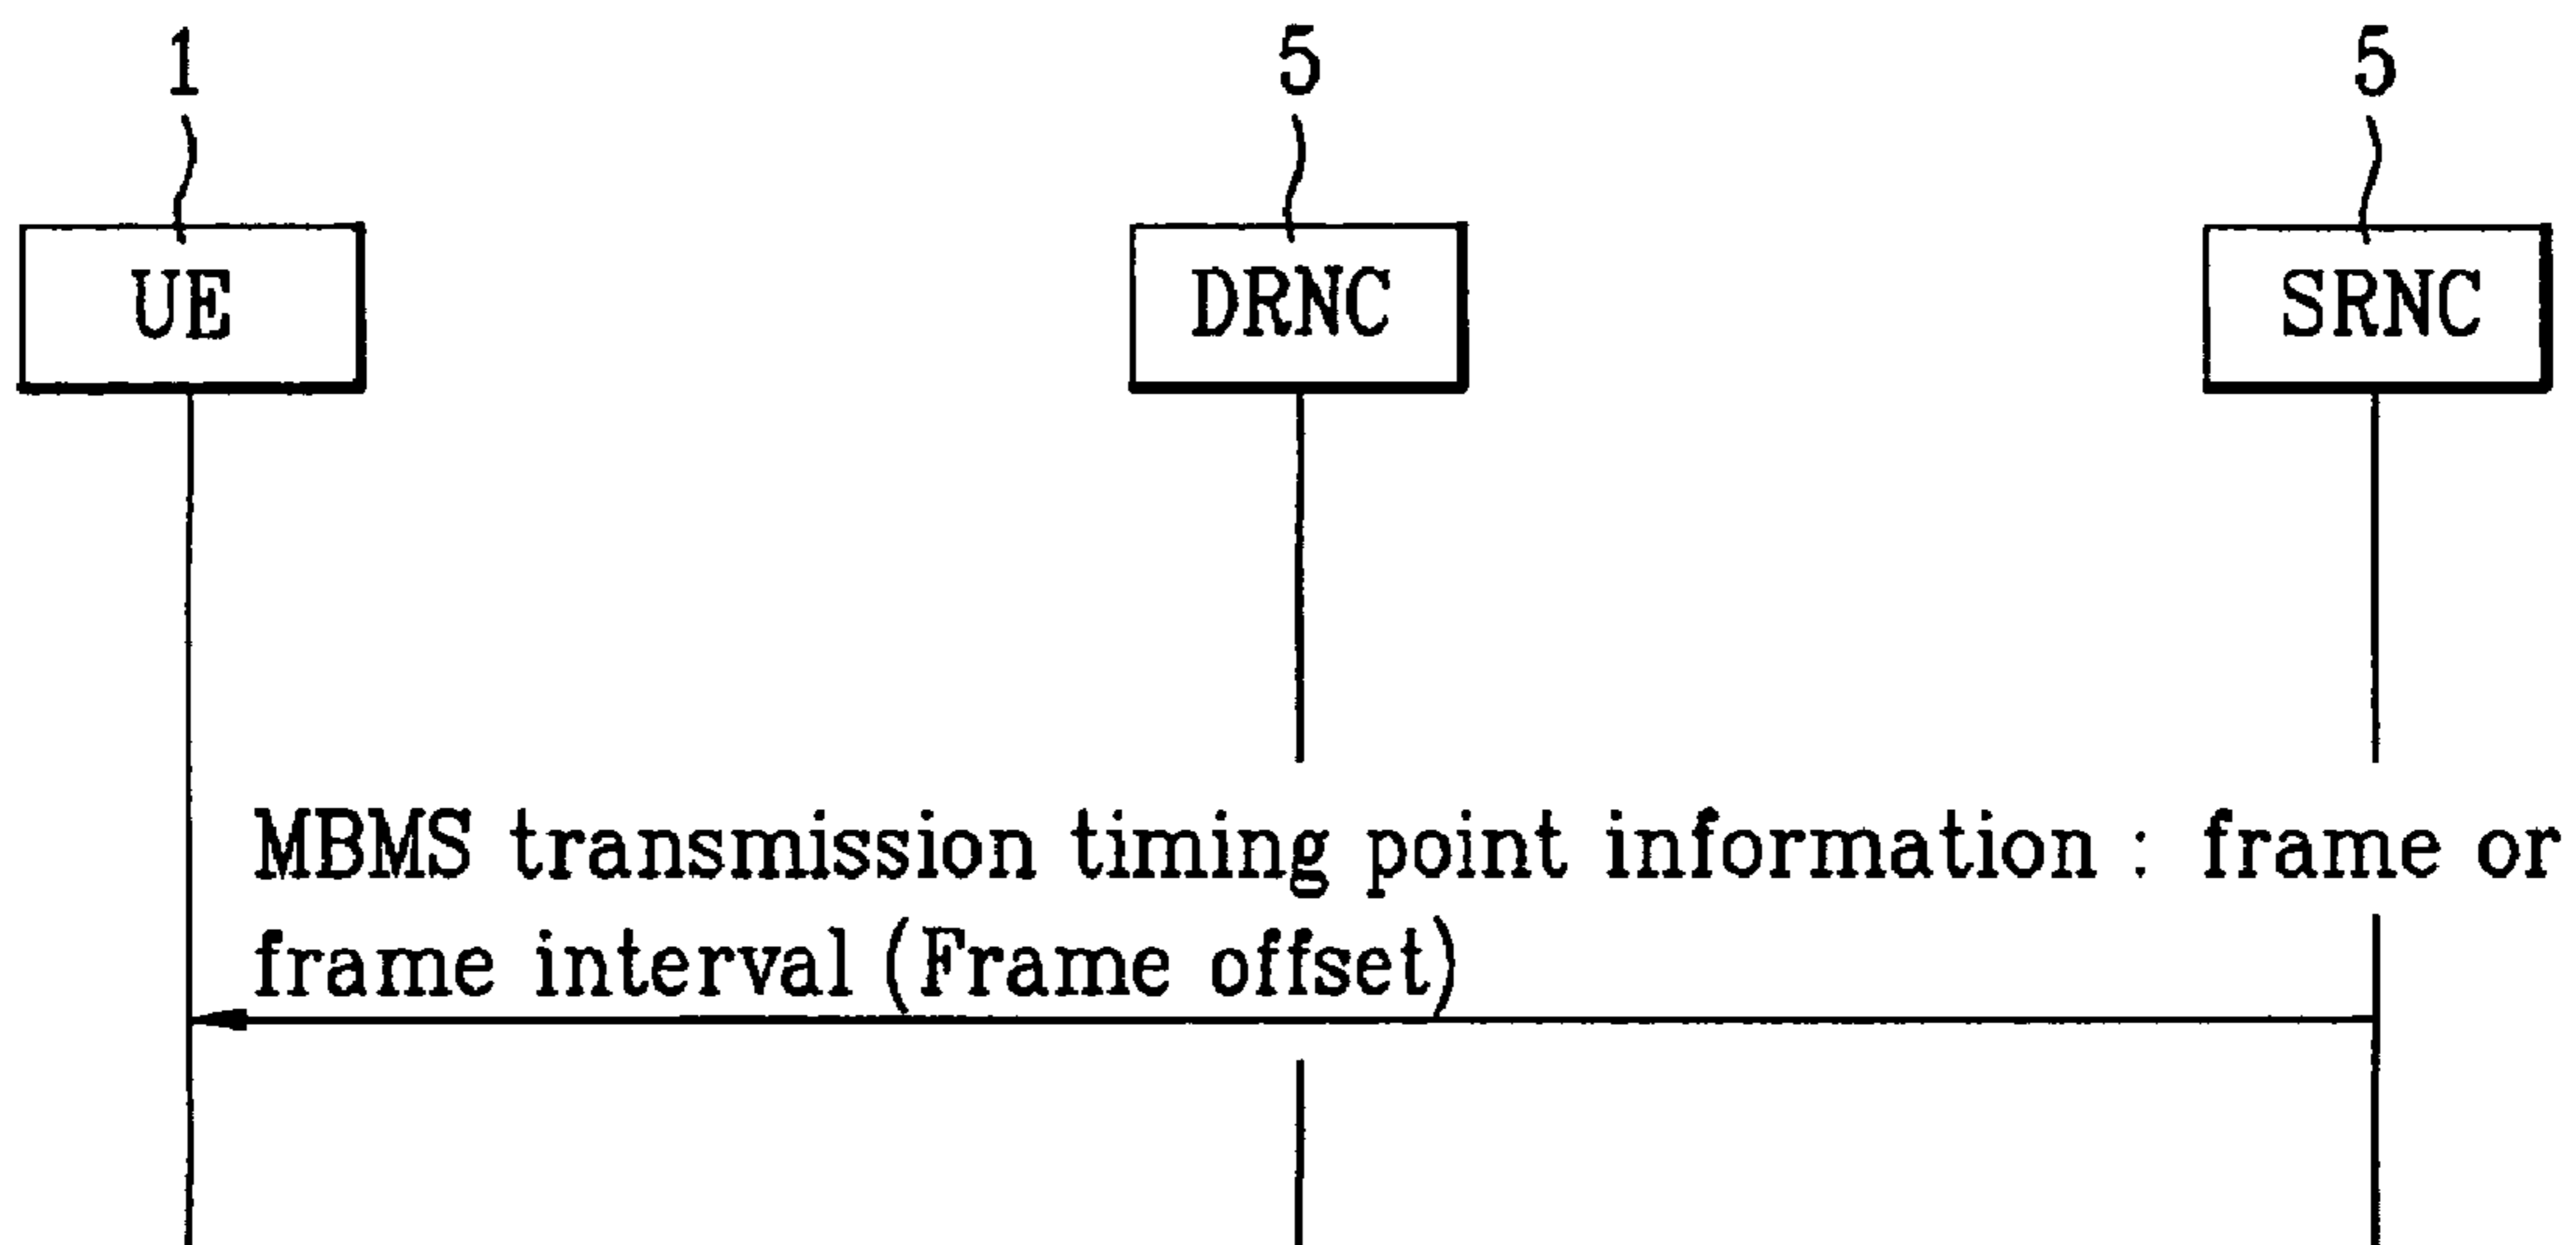 1 5 5
UE DRNC SRNC
MBMS transmission timing point information : frame or
frame interval (Frame offset)